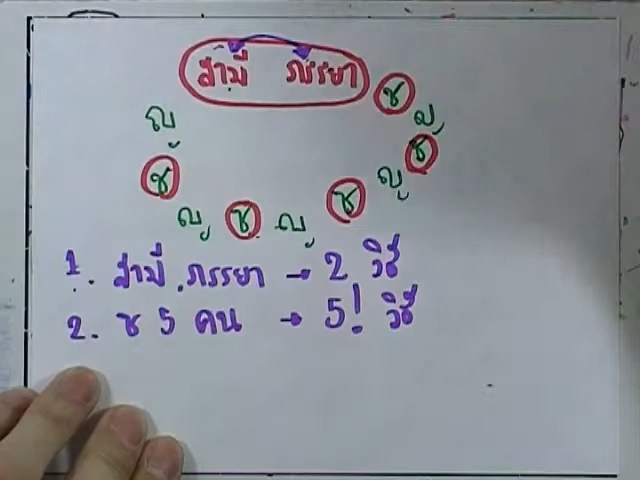 สามี ภรรยา
ช
ญ
ญ
ช
ช
ญ
ช
ญ
ช
ญ
1. สามี ภรรยา → 2 วิธี
2. ช 5 คน → 5! วิธี